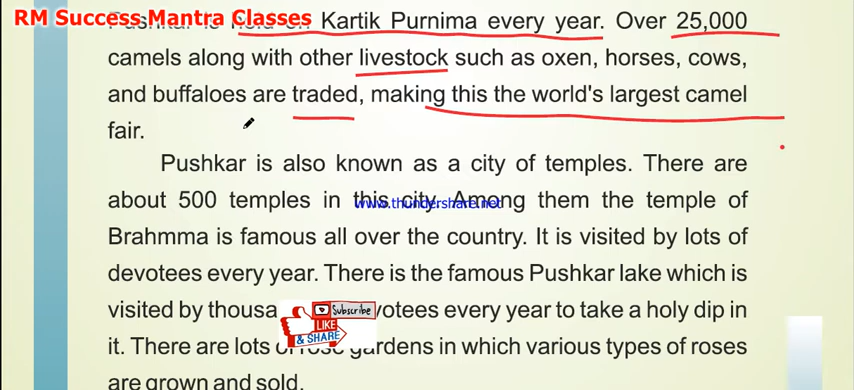 RM Success Mantra Classes
Kartik Purnima every year. Over 25,000
camels along with other livestock such as oxen, horses, cows,
and buffaloes are traded, making this the world's largest camel
fair.
Pushkar is also known as a city of temples. There are
about 500 temples in this city. Among them the temple of
www.thundershare.net
Brahmma is famous all over the country. It is visited by lots of
devotees every year. There is the famous Pushkar lake which is
visited by thousa votees every year to take a holy dip in
Subscribe
LIKE
& SHARE
it. There are lots of rose gardens in which various types of roses
are grown and sold.